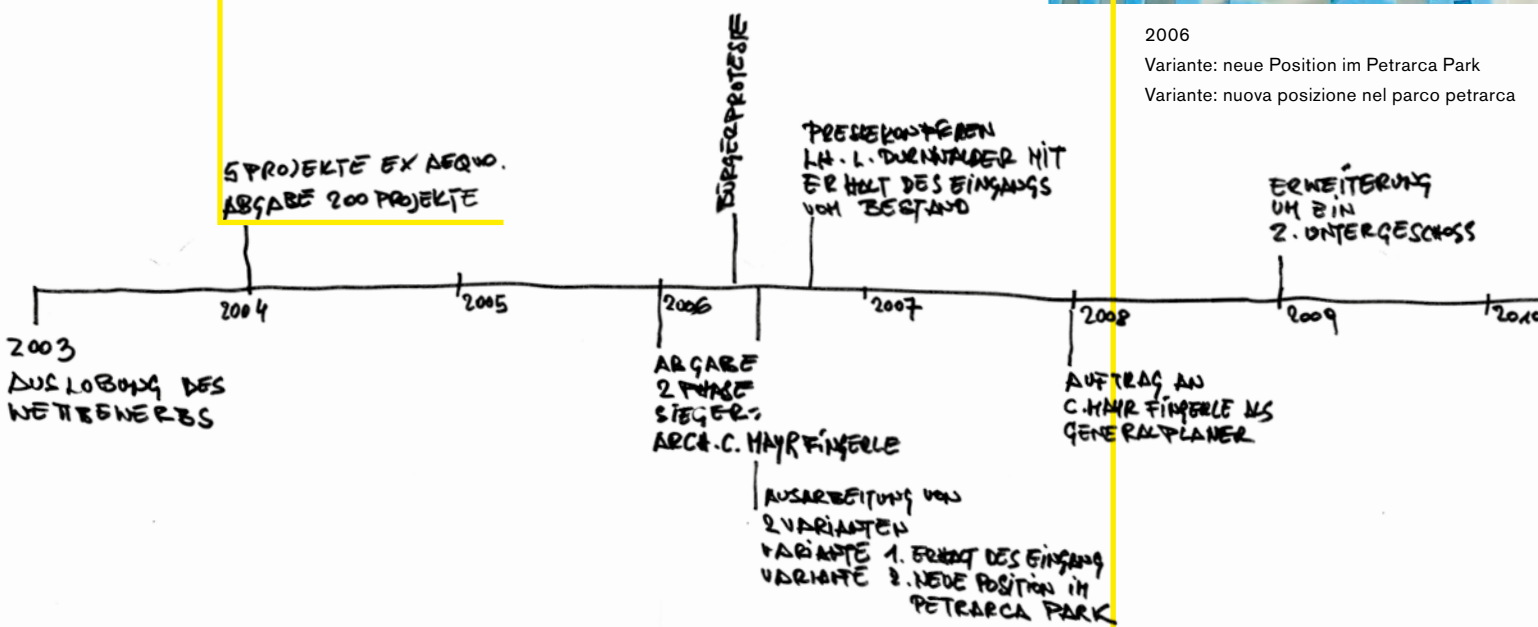 2006
Variante: neue Position im Petrarca Park
Variante: nuova posizione nel parco petrarca
BÜRGERPROTESTE
5 PROJEKTE EX AEQUO.
ABGABE 200 PROJEKTE
PRESSEKONFEREN
LH. L. DURNWALDER MIT
ERHALT DES EINGANGS
VOM BESTAND
ERWEITERUNG
UM EIN
2. UNTERGESCHOSS
2004
2005
2006
2007
2008
2009
2010
2003
AUSLOBUNG DES
WETTBEWERBS
ABGABE
2 PHASE
SIEGER:
ARCH. C. MAYR FINGERLE
AUFTRAG AN
C. MAYR FINGERLE ALS
GENERALPLANER
AUSARBEITUNG VON
2 VARIANTEN
VARIANTE 1. ERHALT DES EINGANG
VARIANTE 2. NEUE POSITION IM
PETRARCA PARK